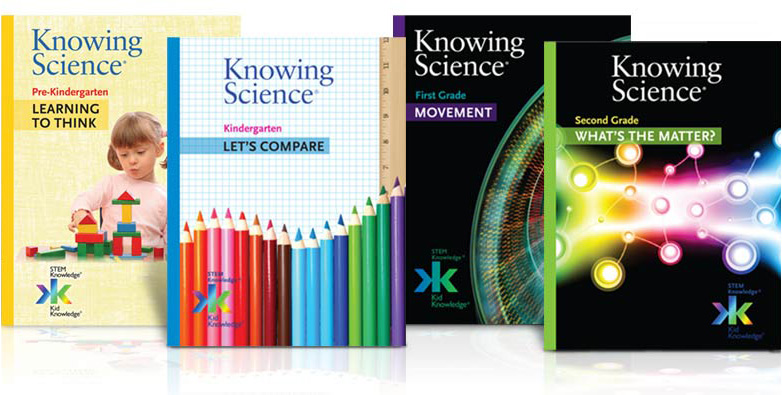 Knowing
Science®
Pre-Kindergarten
LEARNING
TO THINK
STEM
Knowledge®
Kid
Knowledge®
Knowing
Science®
Kindergarten
LET'S COMPARE
STEM
Knowledge®
Kid
Knowledge®
Knowing
Science®
First Grade
MOVEMENT
STEM
Knowledge®
Kid
Knowledge®
Knowing
Science®
Second Grade
WHAT'S THE MATTER?
STEM
Knowledge®
Kid
Knowledge®